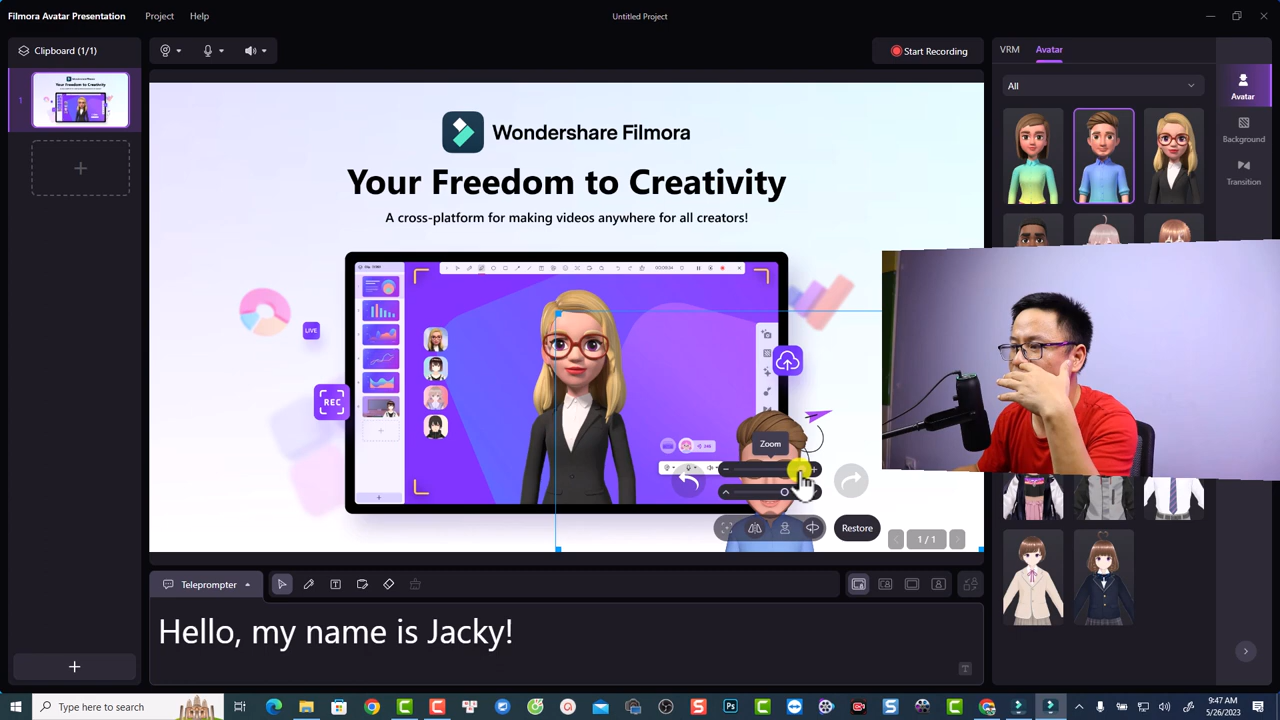 Filmora Avatar Presentation
Project
Help
Untitled Project
Clipboard (1/1)
Start Recording
VRM
Avatar
All
Avatar
Background
Transition
1
Wondershare Filmora
Your Freedom to Creativity
A cross-platform for making videos anywhere for all creators!
LIVE
REC
Zoom
Restore
1 / 1
Teleprompter
Hello, my name is Jacky!
Type here to search
9:47 AM
5/26/2023